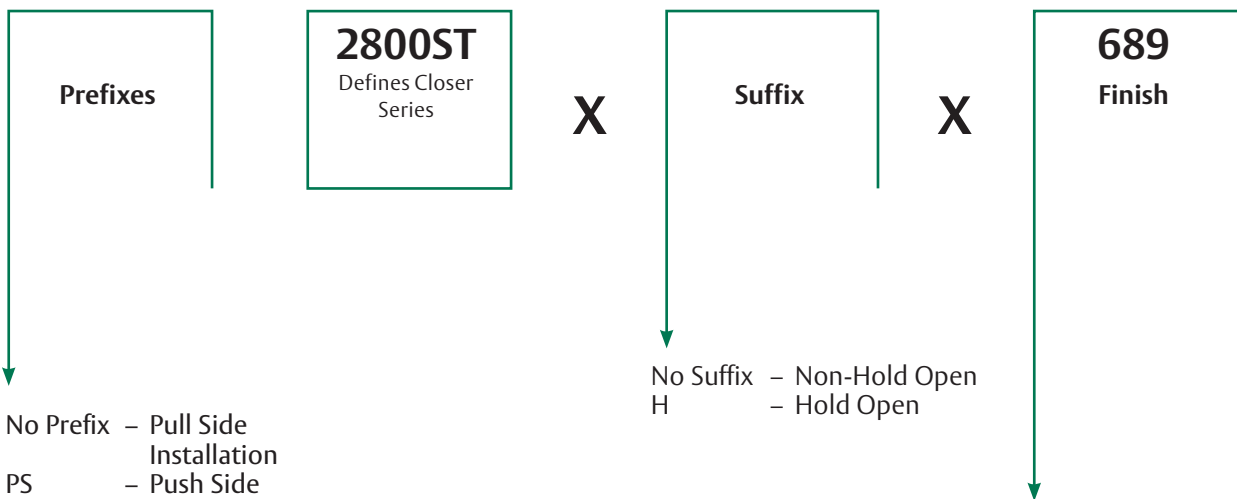 Prefixes
2800ST
Defines Closer
Series
X
Suffix
X
689
Finish
No Suffix – Non-Hold Open
H – Hold Open
No Prefix – Pull Side
Installation
PS – Push Side